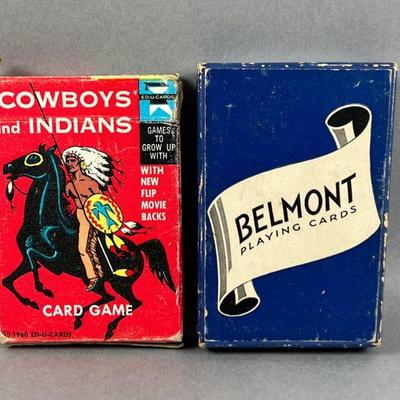 COWBOYS
and INDIANS
ED-U-CARDS
GAMES
TO
GROW UP
WITH
WITH
NEW
FLIP
MOVIE
BACKS
CARD GAME
© 1960 ED-U-CARDS
BELMONT
PLAYING CARDS